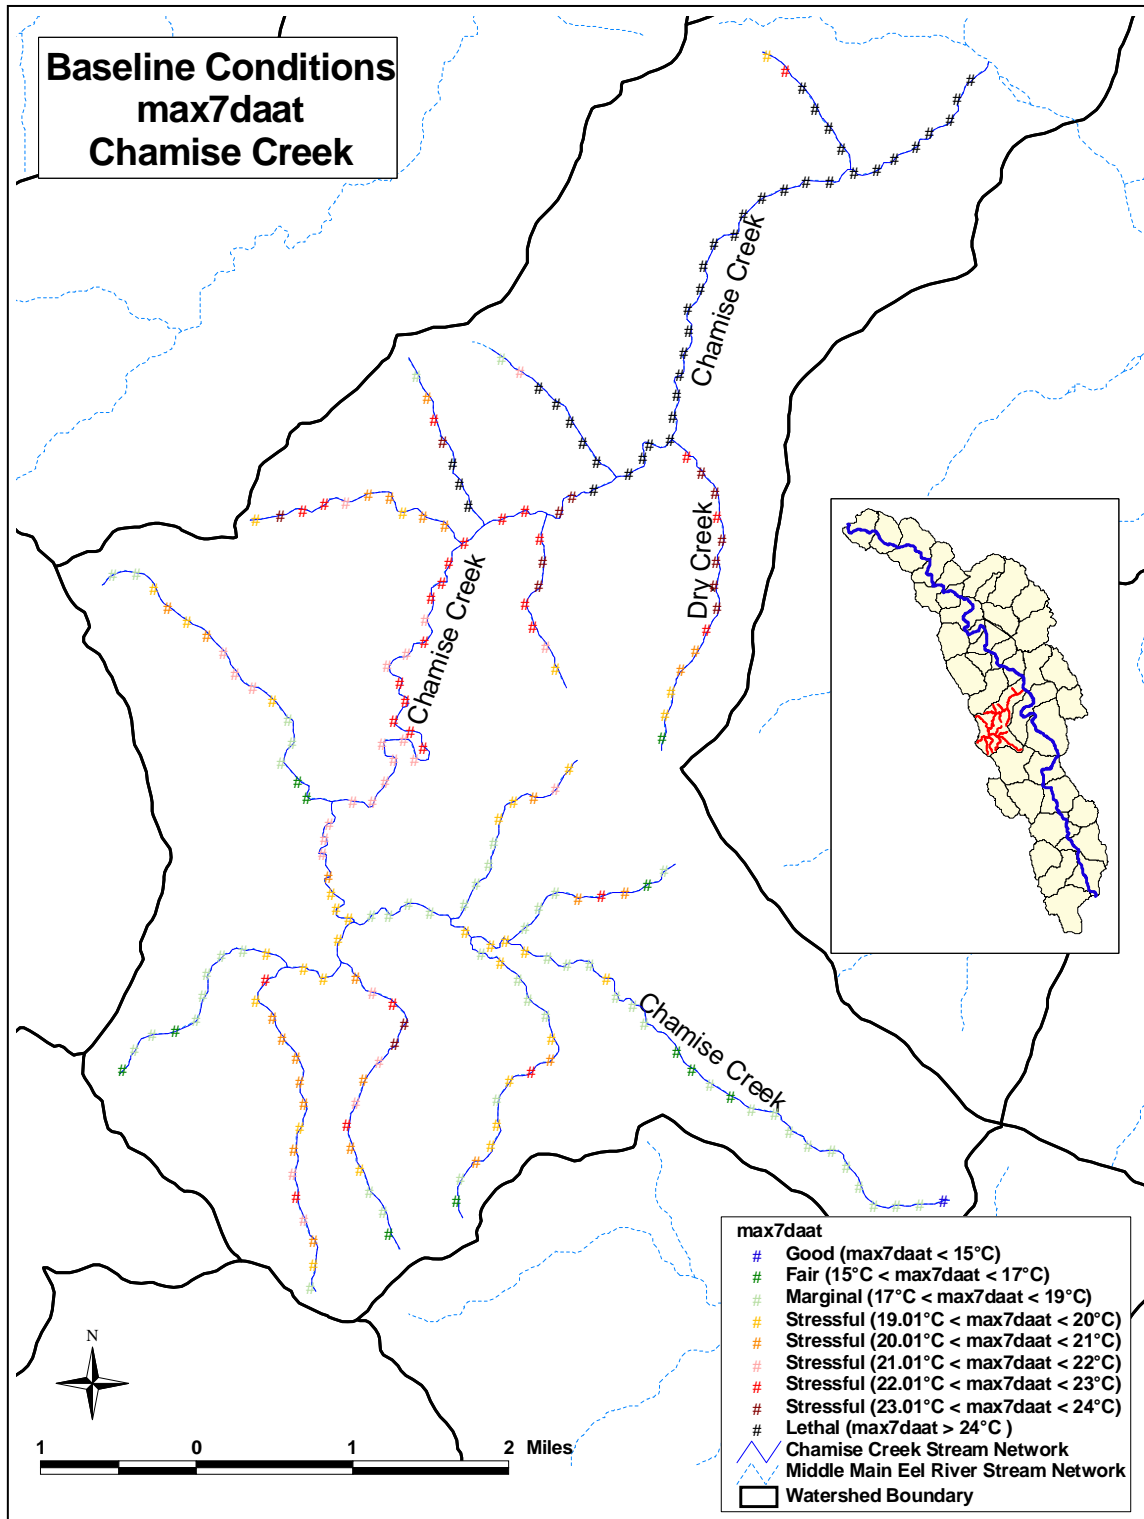 Baseline Conditions
max7daat
Chamise Creek
Chamise Creek
Chamise Creek
Dry Creek
Chamise Creek
max7daat
# Good (max7daat < 15°C)
# Fair (15°C < max7daat < 17°C)
# Marginal (17°C < max7daat < 19°C)
# Stressful (19.01°C < max7daat < 20°C)
# Stressful (20.01°C < max7daat < 21°C)
# Stressful (21.01°C < max7daat < 22°C)
# Stressful (22.01°C < max7daat < 23°C)
# Stressful (23.01°C < max7daat < 24°C)
# Lethal (max7daat > 24°C )
Chamise Creek Stream Network
Middle Main Eel River Stream Network
Watershed Boundary
N
1 0 1 2 Miles